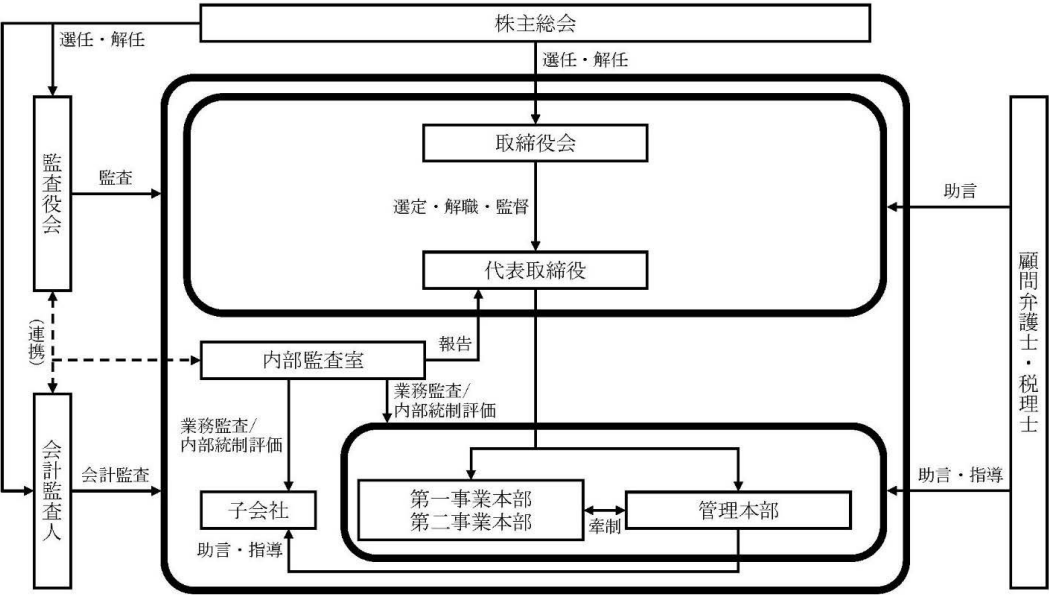 株主総会
選任・解任
選任・解任
取締役会
監査役会
監査
選定・解職・監督
助言
代表取締役
顧問弁護士・税理士
(連携)
内部監査室
報告
業務監査/
内部統制評価
業務監査/
内部統制評価
会計監査人
会計監査
助言・指導
子会社
第一事業本部
第二事業本部
牽制
管理本部
助言・指導